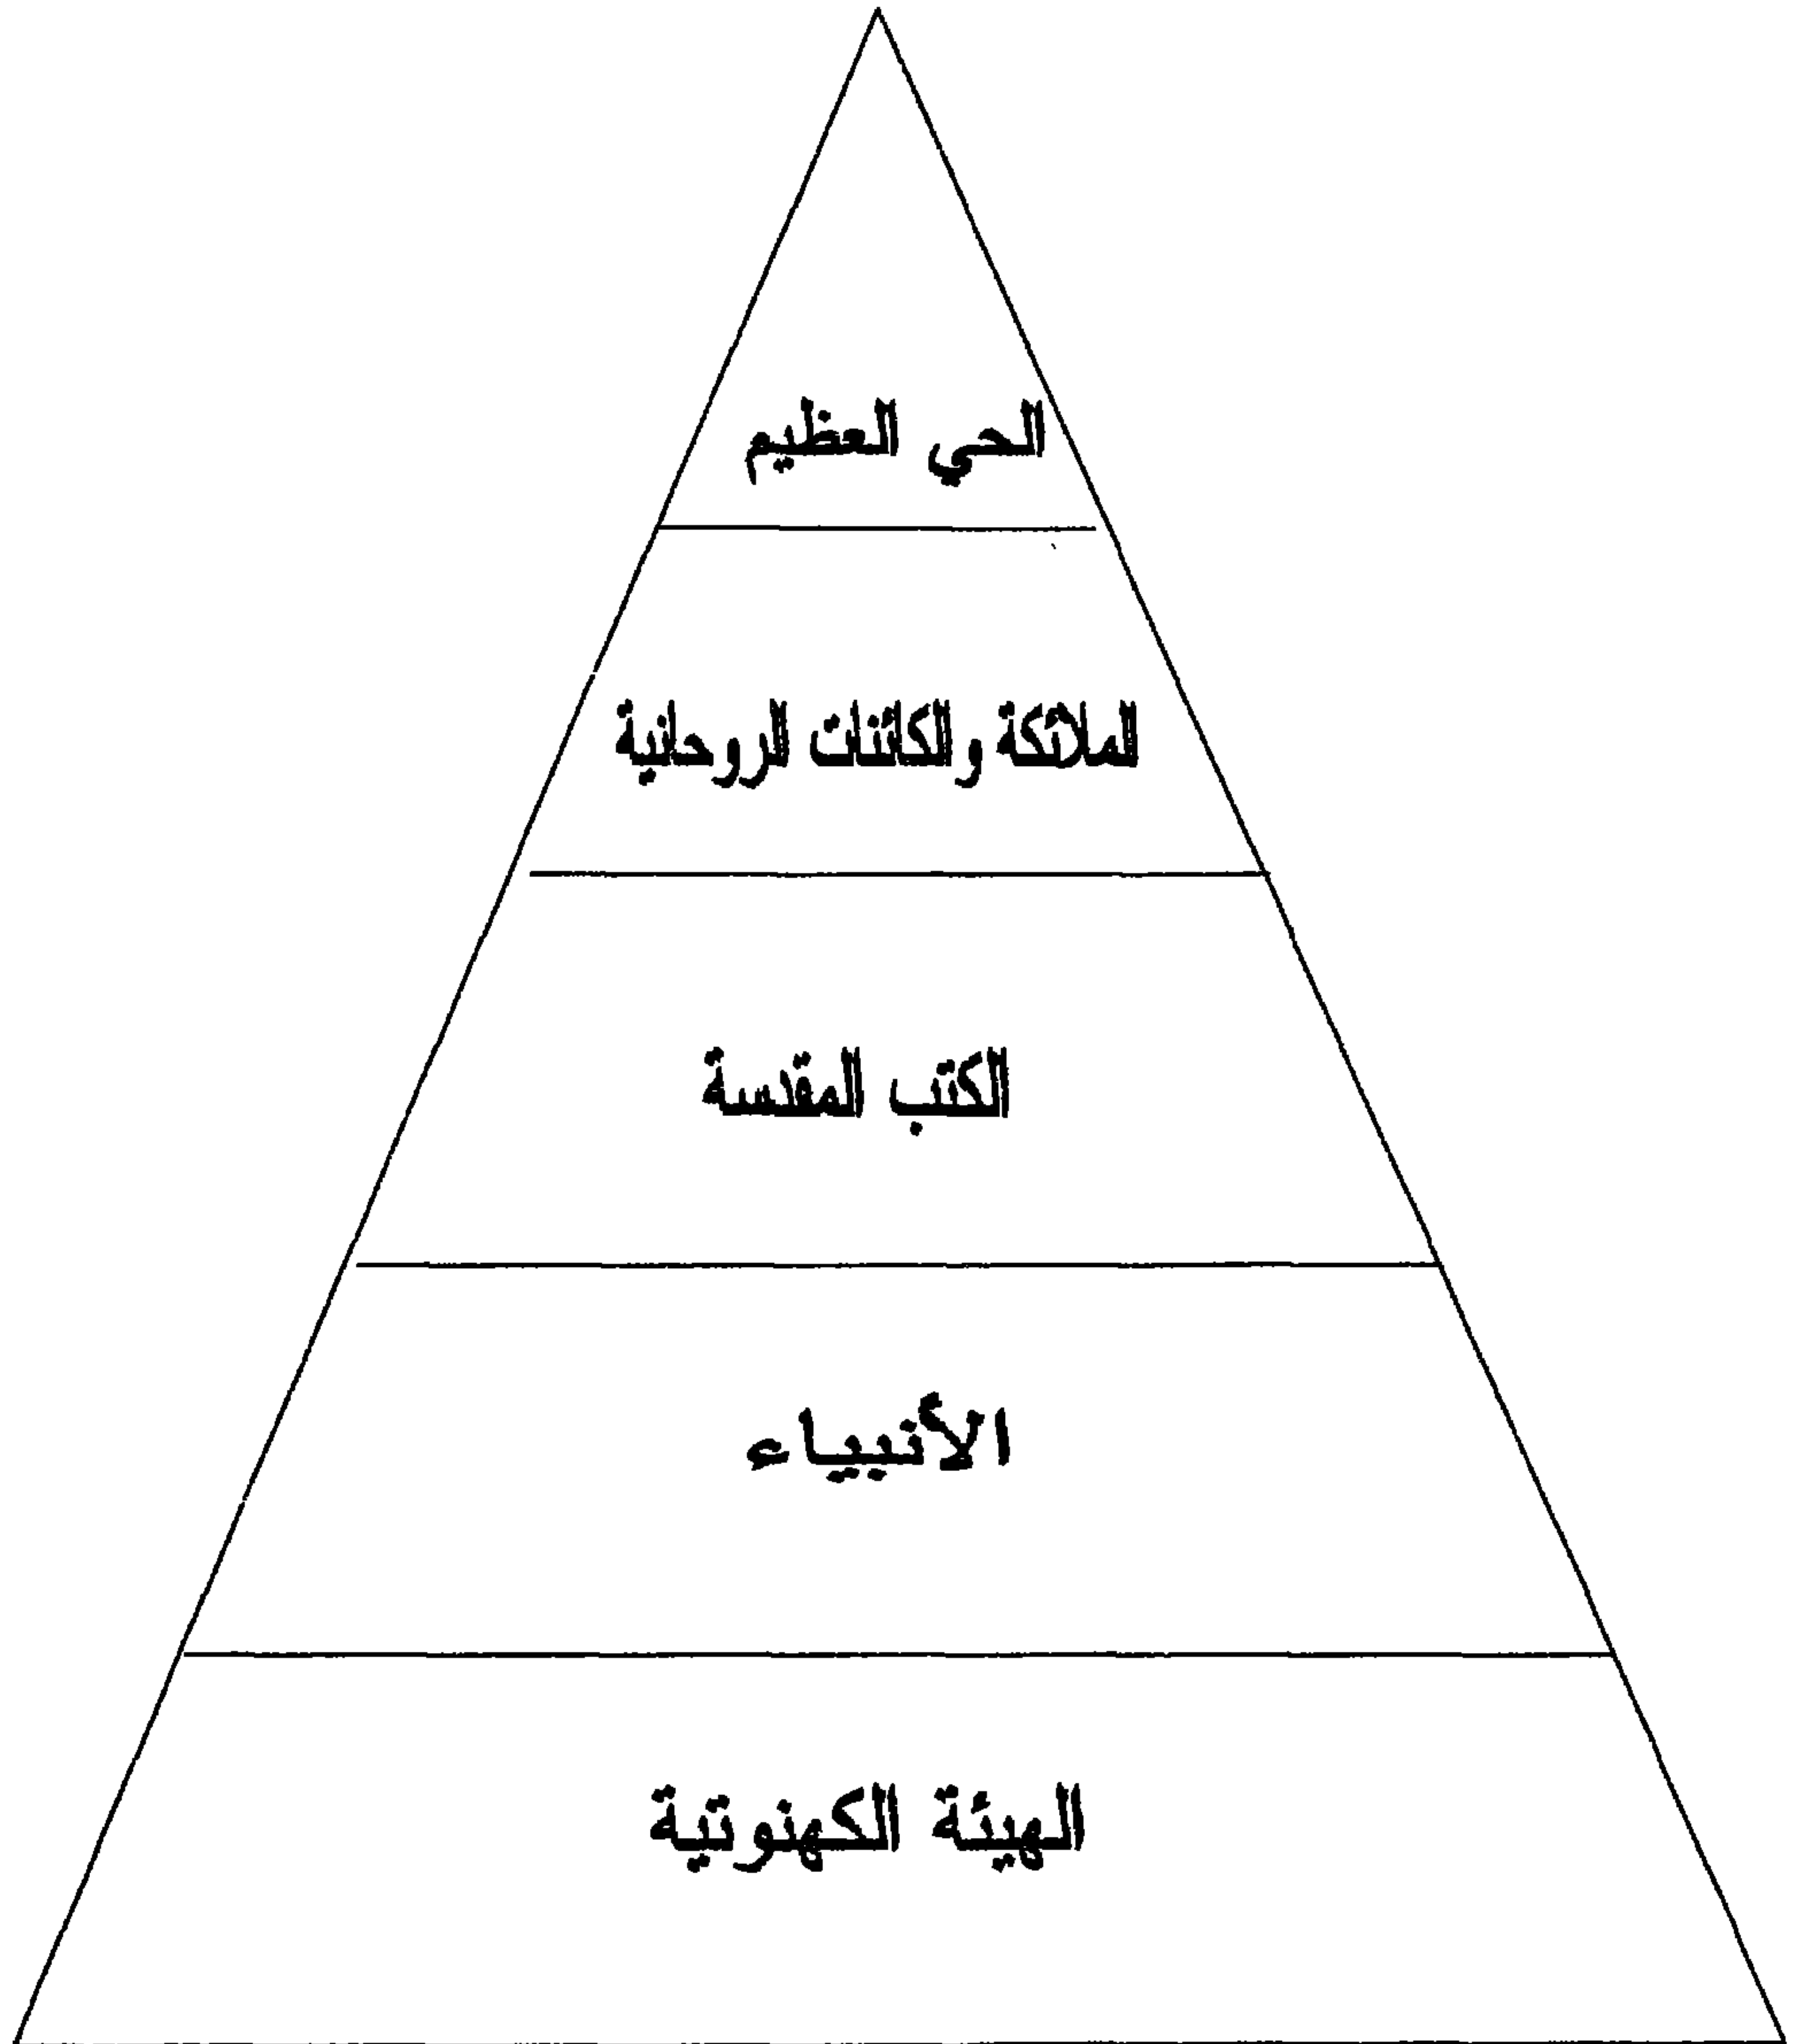 الحي العظيم
الملائكة والكائنات الروحانية
الكتب المقدسة
الأنبياء
الهيئة الكهنوتية